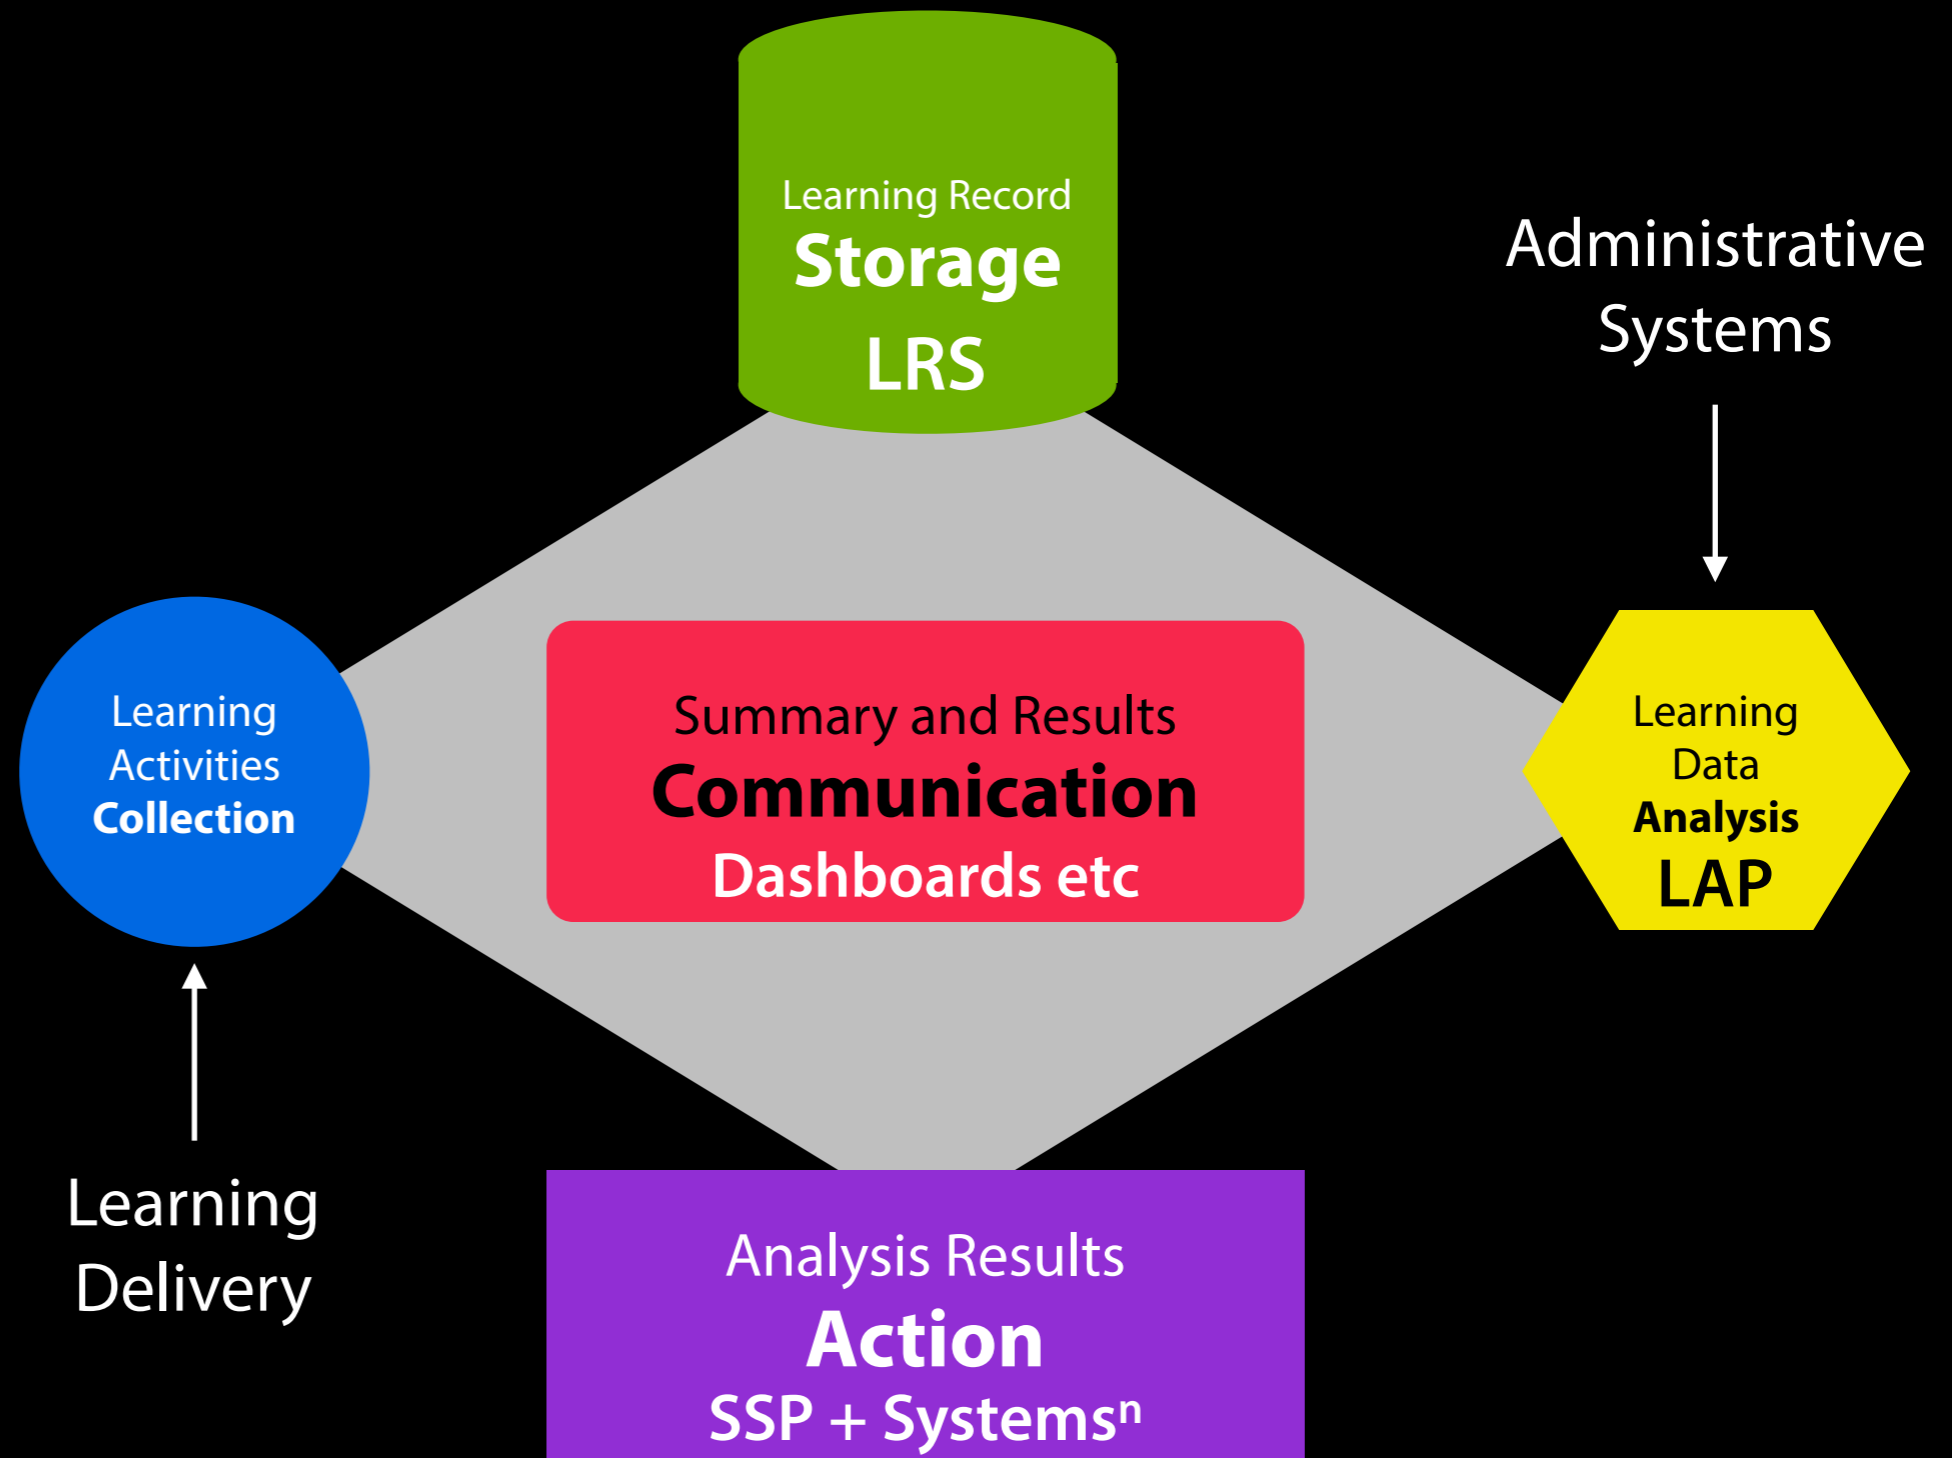 Learning Record
Storage
LRS
Administrative
Systems
Learning
Activities
Collection
Summary and Results
Communication
Dashboards etc
Learning
Data
Analysis
LAP
Learning
Delivery
Analysis Results
Action
SSP + Systemsⁿ